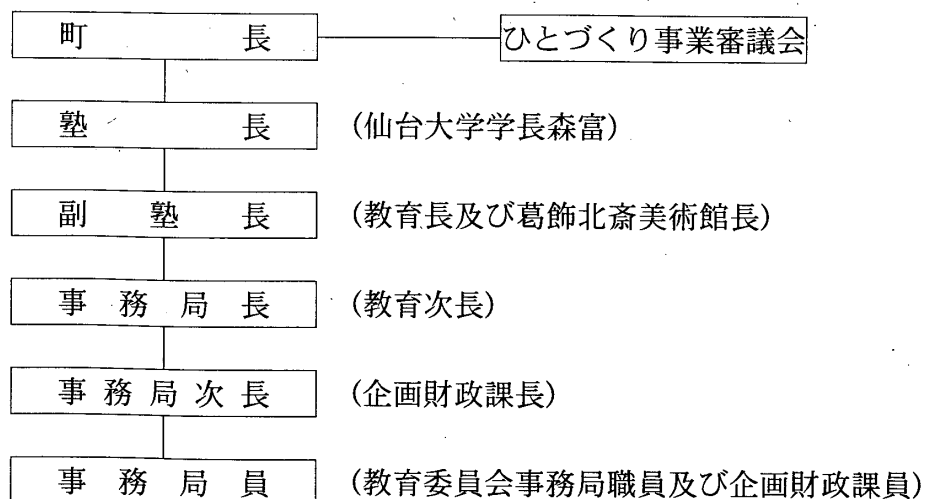 町長 ひとづくり事業審議会
塾長 (仙台大学学長森富)
副塾長 (教育長及び葛飾北斎美術館長)
事務局長 (教育次長)
事務局次長 (企画財政課長)
事務局員 (教育委員会事務局職員及び企画財政課員)